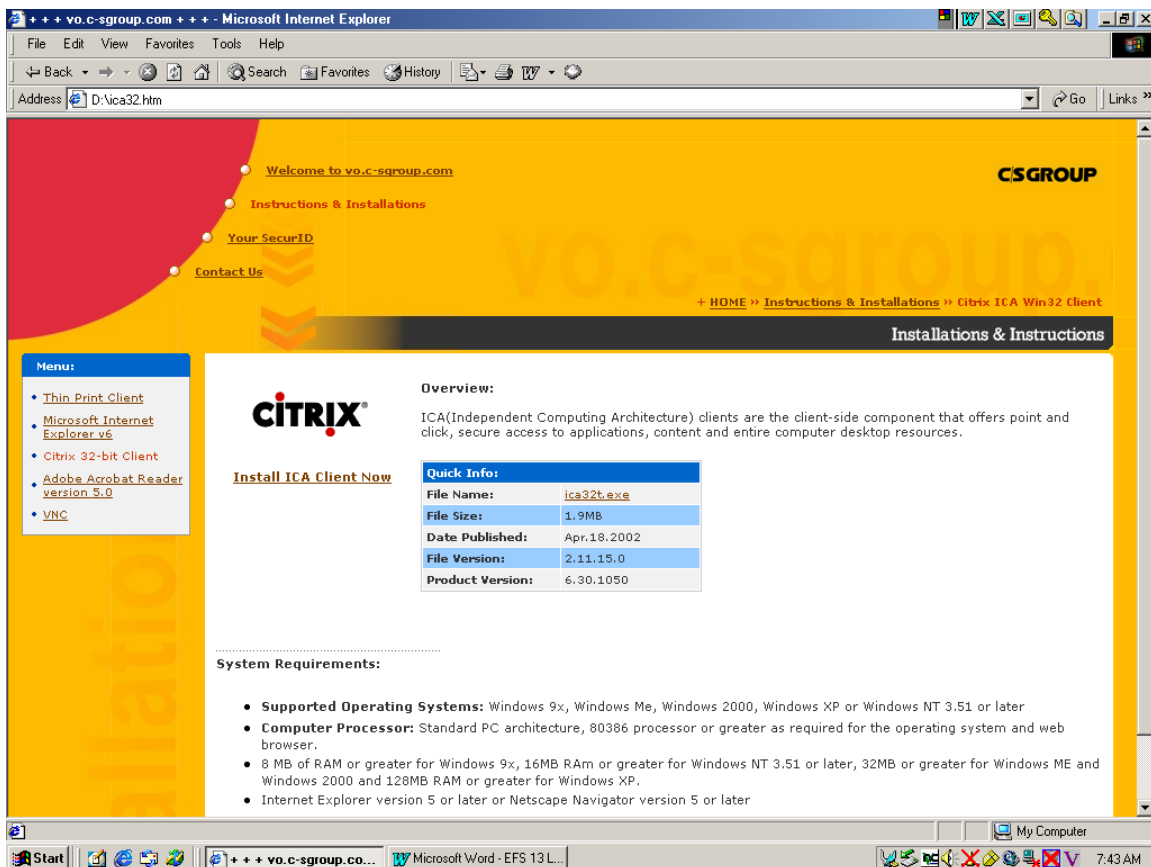 + + + vo.c-sgroup.com + + + - Microsoft Internet Explorer
File Edit View Favorites Tools Help
Back Search Favorites History
Address D:\ica32.htm Go Links »
Welcome to vo.c-sgroup.com
CSGROUP
Instructions & Installations
Your SecurID
vo.c-sgroup.
Contact Us
+ HOME » Instructions & Installations » Citrix ICA Win32 Client
Installations & Instructions
Menu:
Thin Print Client
Microsoft Internet
Explorer v6
Citrix 32-bit Client
Adobe Acrobat Reader
version 5.0
VNC
CITRIX®
Install ICA Client Now
Overview:
ICA(Independent Computing Architecture) clients are the client-side component that offers point and
click, secure access to applications, content and entire computer desktop resources.
Quick Info:
File Name: ica32t.exe
File Size: 1.9MB
Date Published: Apr.18.2002
File Version: 2.11.15.0
Product Version: 6.30.1050
System Requirements:
Supported Operating Systems: Windows 9x, Windows Me, Windows 2000, Windows XP or Windows NT 3.51 or later
Computer Processor: Standard PC architecture, 80386 processor or greater as required for the operating system and web
browser.
8 MB of RAM or greater for Windows 9x, 16MB RAm or greater for Windows NT 3.51 or later, 32MB or greater for Windows ME and
Windows 2000 and 128MB RAM or greater for Windows XP.
Internet Explorer version 5 or later or Netscape Navigator version 5 or later
My Computer
Start + + + vo.c-sgroup.co... Microsoft Word - EFS 13 L... 7:43 AM